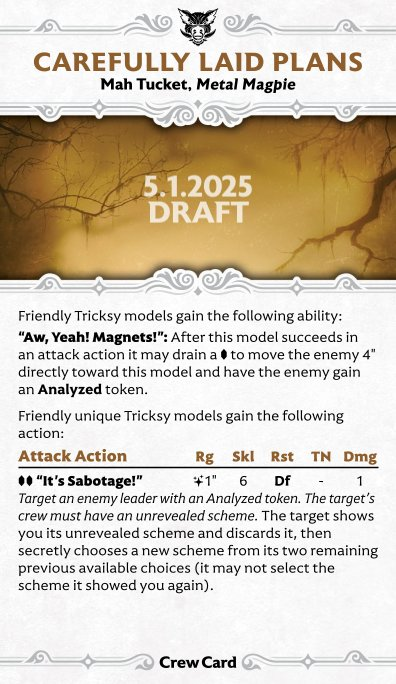 CAREFULLY LAID PLANS
Mah Tucket, Metal Magpie
5.1.2025
DRAFT
Friendly Tricksy models gain the following ability:
“Aw, Yeah! Magnets!”: After this model succeeds in
an attack action it may drain a ⬮ to move the enemy 4"
directly toward this model and have the enemy gain
an Analyzed token.
Friendly unique Tricksy models gain the following
action:
Attack Action Rg Skl Rst TN Dmg
⬮⬮ “It’s Sabotage!” 1" 6 Df - 1
Target an enemy leader with an Analyzed token. The target’s
crew must have an unrevealed scheme. The target shows
you its unrevealed scheme and discards it, then
secretly chooses a new scheme from its two remaining
previous available choices (it may not select the
scheme it showed you again).
Crew Card